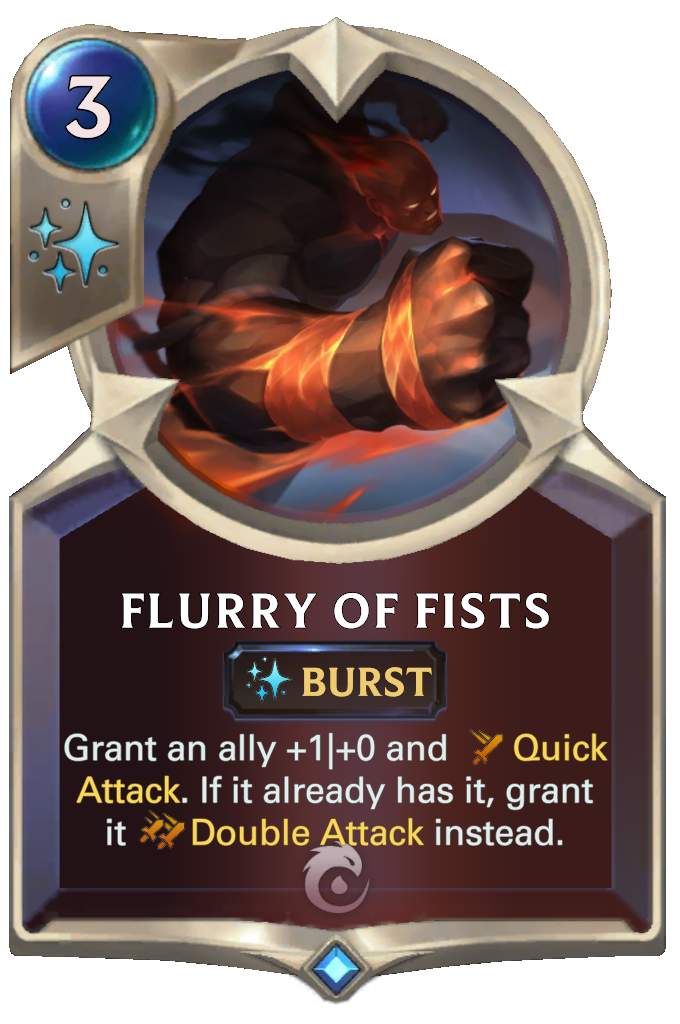 3
FLURRY OF FISTS
BURST
Grant an ally +1|+0 and Quick
Attack. If it already has it, grant
it Double Attack instead.